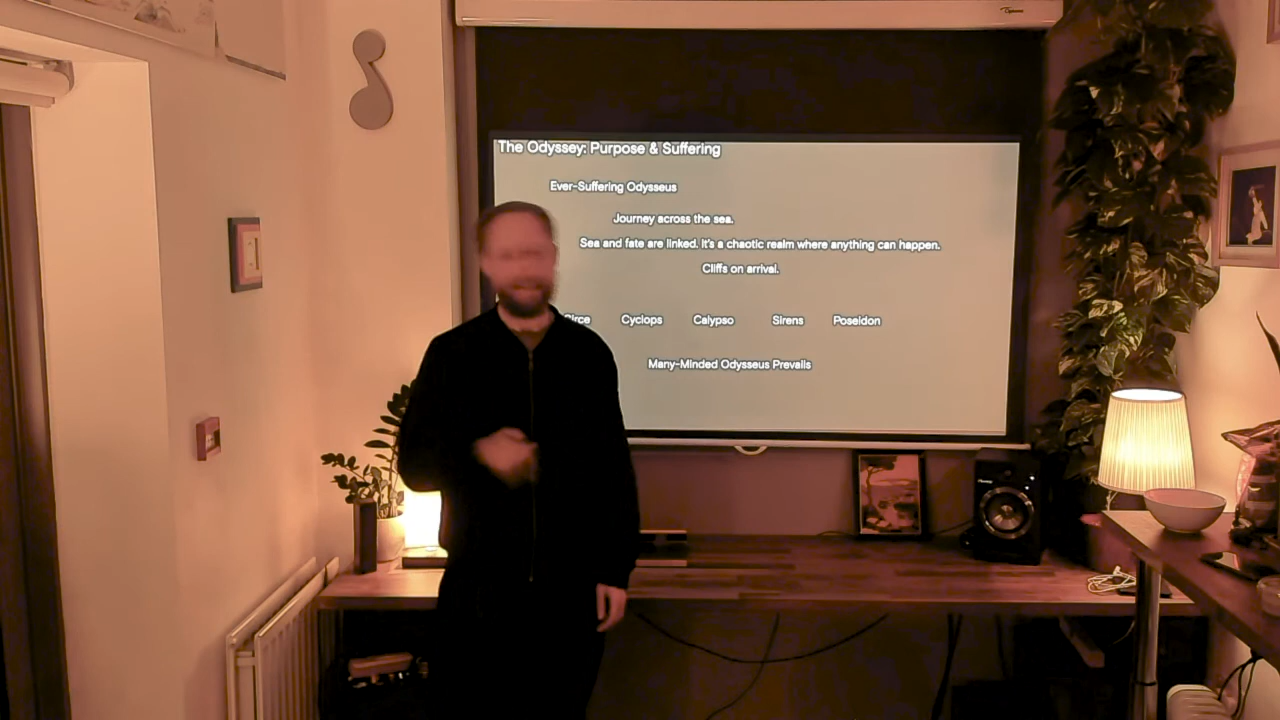 The Odyssey: Purpose & Suffering
Ever-Suffering Odysseus
Journey across the sea.
Sea and fate are linked. It's a chaotic realm where anything can happen.
Cliffs on arrival.
Circe Cyclops Calypso Sirens Poseidon
Many-Minded Odysseus Prevails